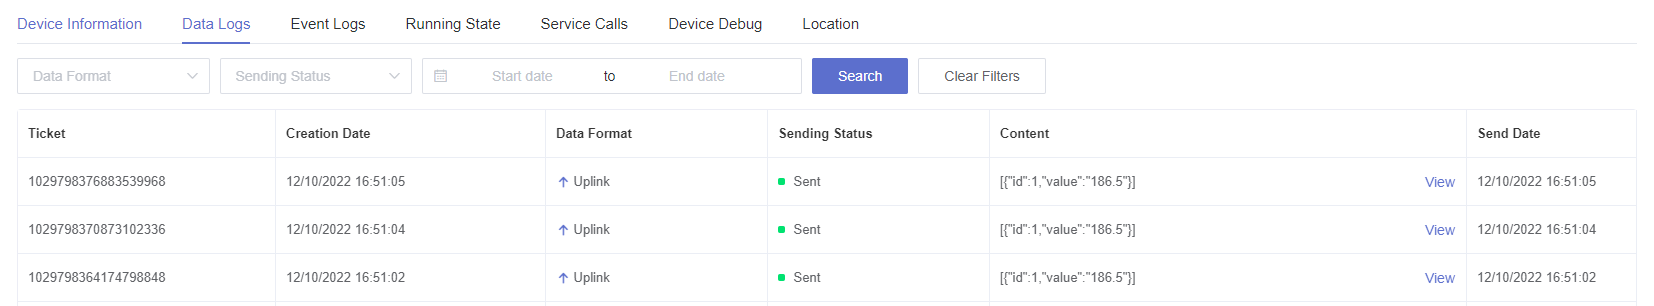 Device Information Data Logs Event Logs Running State Service Calls Device Debug Location
Data Format Sending Status Start date to End date Search Clear Filters
Ticket Creation Date Data Format Sending Status Content Send Date
1029798376883539968 12/10/2022 16:51:05 Uplink Sent [{"id":1,"value":"186.5"}] View 12/10/2022 16:51:05
1029798370873102336 12/10/2022 16:51:04 Uplink Sent [{"id":1,"value":"186.5"}] View 12/10/2022 16:51:04
1029798364174798848 12/10/2022 16:51:02 Uplink Sent [{"id":1,"value":"186.5"}] View 12/10/2022 16:51:02